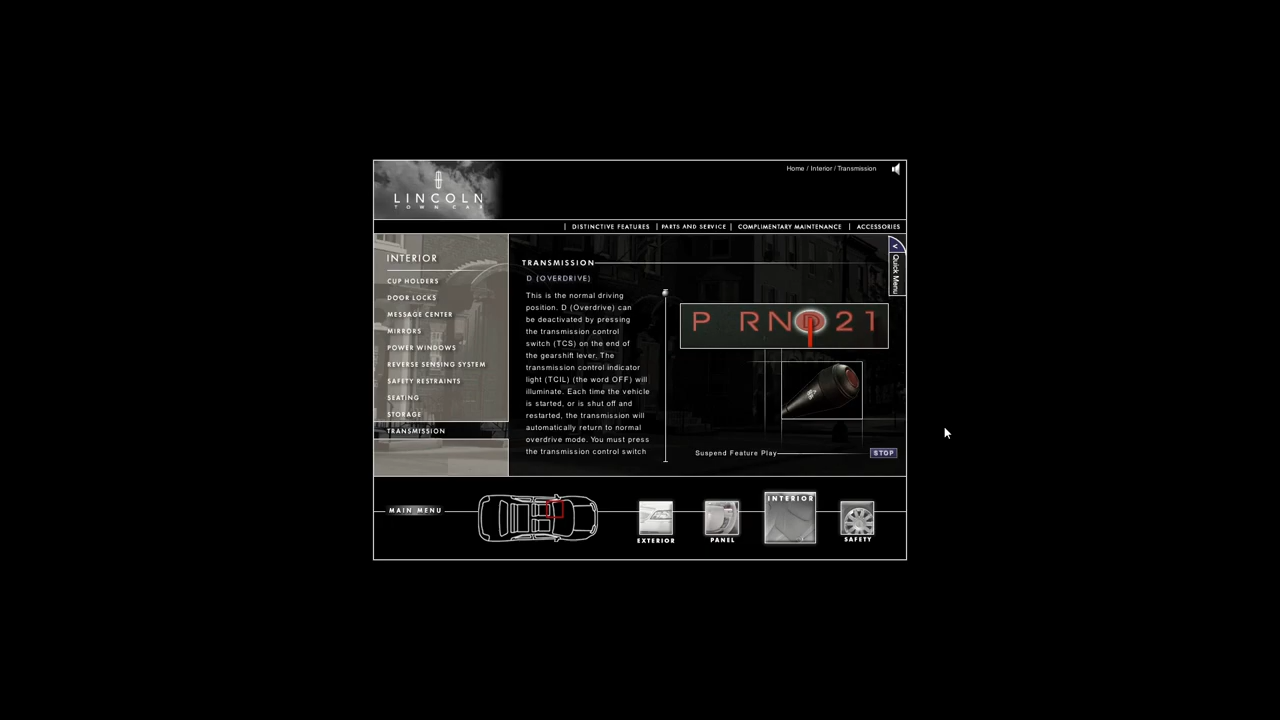 Home / Interior / Transmission
LINCOLN
TOWN CAR
DISTINCTIVE FEATURES
PARTS AND SERVICE
COMPLIMENTARY MAINTENANCE
ACCESSORIES
<
Quick Menu
INTERIOR
CUP HOLDERS
DOOR LOCKS
MESSAGE CENTER
MIRRORS
POWER WINDOWS
REVERSE SENSING SYSTEM
SAFETY RESTRAINTS
SEATING
STORAGE
TRANSMISSION
TRANSMISSION
D (OVERDRIVE)
This is the normal driving
position. D (Overdrive) can
be deactivated by pressing
the transmission control
switch (TCS) on the end of
the gearshift lever. The
transmission control indicator
light (TCIL) (the word OFF) will
illuminate. Each time the vehicle
is started, or is shut off and
restarted, the transmission will
automatically return to normal
overdrive mode. You must press
the transmission control switch
P RND21
Suspend Feature Play
STOP
MAIN MENU
EXTERIOR
PANEL
INTERIOR
SAFETY